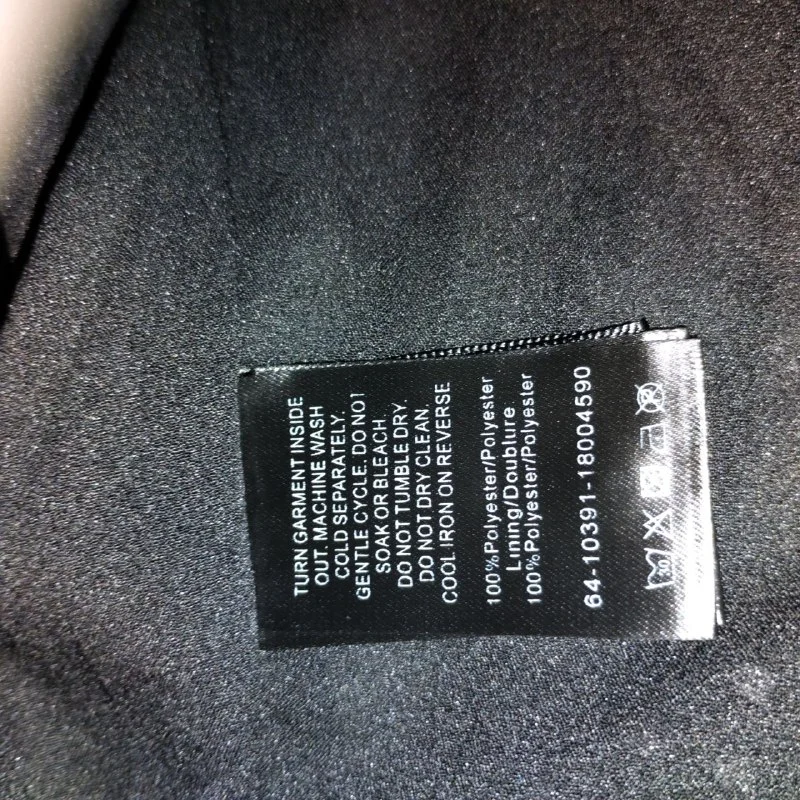 TURN GARMENT INSIDE
OUT. MACHINE WASH
COLD SEPARATELY.
GENTLE CYCLE. DO NOT
SOAK OR BLEACH.
DO NOT TUMBLE DRY.
DO NOT DRY CLEAN.
COOL IRON ON REVERSE
100%Polyester/Polyester
Lining/Doublure
100%Polyester/Polyester
64-10391-18004590
30